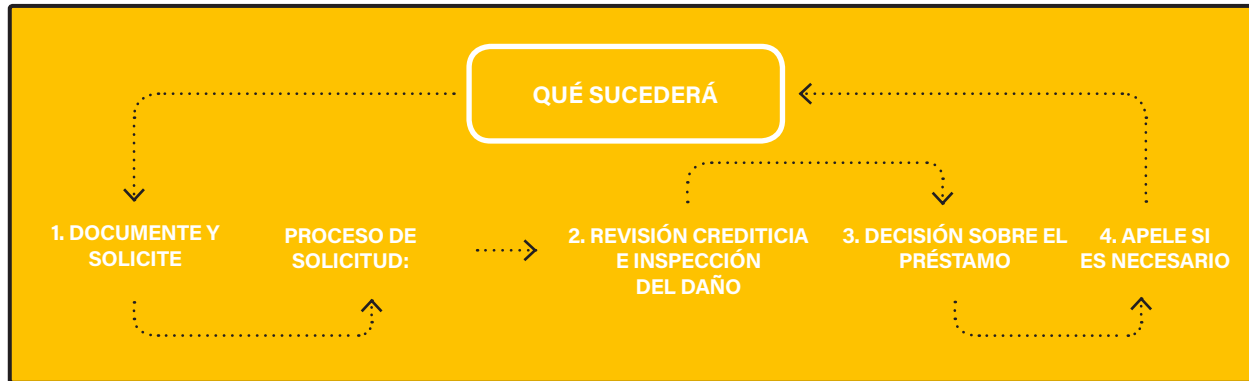 QUÉ SUCEDERÁ
1. DOCUMENTE Y
SOLICITE
PROCESO DE
SOLICITUD:
2. REVISIÓN CREDITICIA
E INSPECCIÓN
DEL DAÑO
3. DECISIÓN SOBRE EL
PRÉSTAMO
4. APELE SI
ES NECESARIO